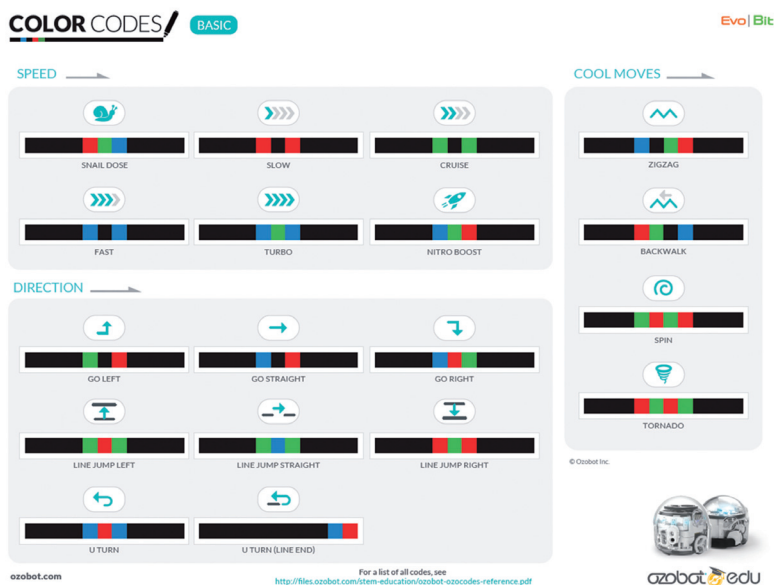 COLOR CODES
BASIC
Evo| Bit
SPEED
COOL MOVES
SNAIL DOSE
SLOW
CRUISE
ZIGZAG
FAST
TURBO
NITRO BOOST
BACKWALK
DIRECTION
SPIN
GO LEFT
GO STRAIGHT
GO RIGHT
TORNADO
LINE JUMP LEFT
LINE JUMP STRAIGHT
LINE JUMP RIGHT
© Ozobot Inc.
U TURN
U TURN (LINE END)
ozobot.com
For a list of all codes, see
http://files.ozobot.com/stem-education/ozobot-ozocodes-reference.pdf
ozobot edu